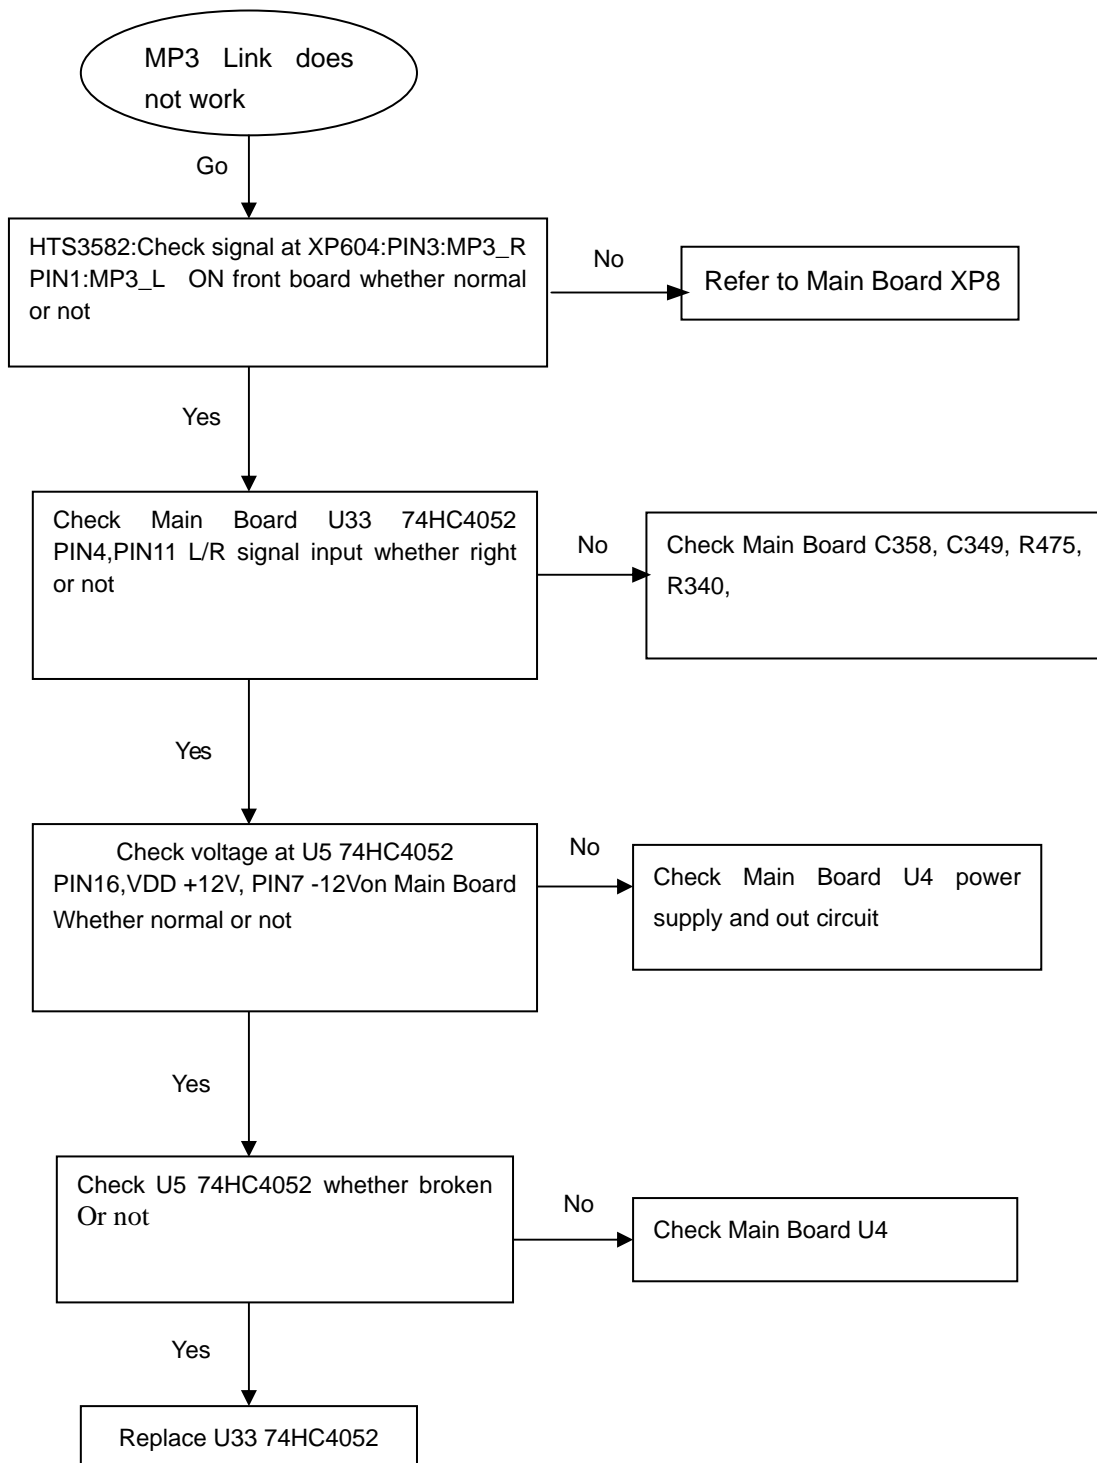 MP3 Link does
not work
Go
HTS3582:Check signal at XP604:PIN3:MP3_R
PIN1:MP3_L ON front board whether normal
or not
No
Refer to Main Board XP8
Yes
Check Main Board U33 74HC4052
PIN4,PIN11 L/R signal input whether right
or not
No
Check Main Board C358, C349, R475,
R340,
Yes
Check voltage at U5 74HC4052
PIN16,VDD +12V, PIN7 -12Von Main Board
Whether normal or not
No
Check Main Board U4 power
supply and out circuit
Yes
Check U5 74HC4052 whether broken
Or not
No
Check Main Board U4
Yes
Replace U33 74HC4052